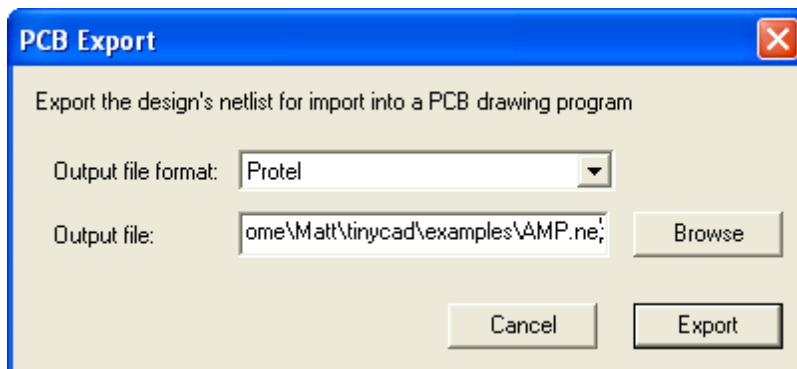 PCB Export
Export the design's netlist for import into a PCB drawing program
Output file format: Protel
Output file: ome\Matt\tinycad\examples\AMP.ne Browse
Cancel Export